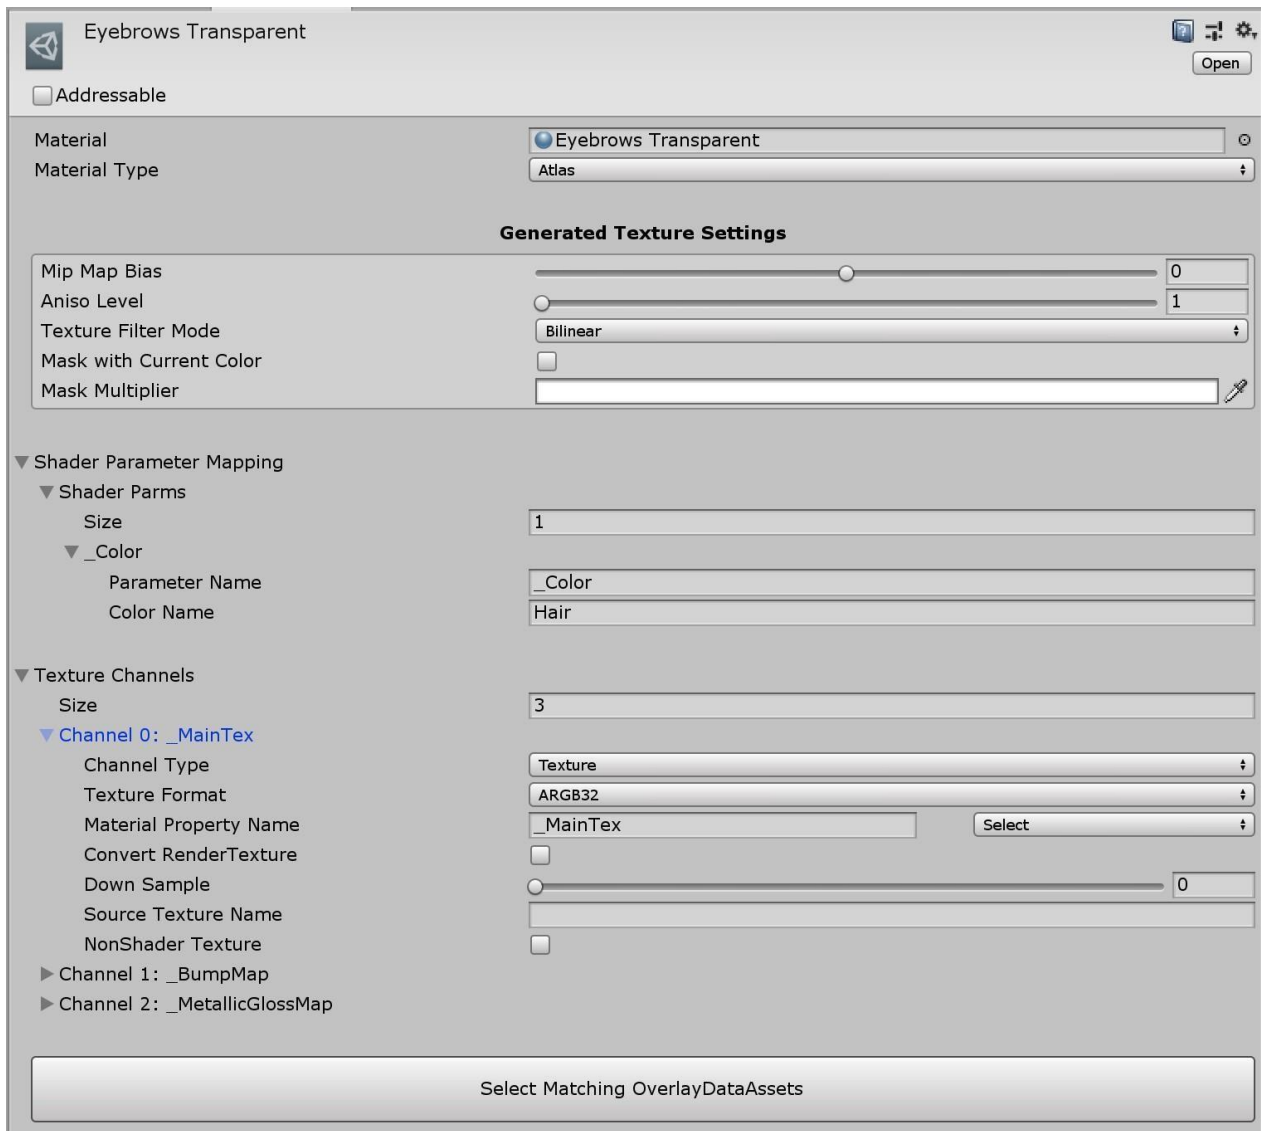 Eyebrows Transparent
Open
Addressable
Material Eyebrows Transparent
Material Type Atlas
Generated Texture Settings
Mip Map Bias 0
Aniso Level 1
Texture Filter Mode Bilinear
Mask with Current Color
Mask Multiplier
Shader Parameter Mapping
Shader Parms
Size 1
_Color
Parameter Name _Color
Color Name Hair
Texture Channels
Size 3
Channel 0: _MainTex
Channel Type Texture
Texture Format ARGB32
Material Property Name _MainTex Select
Convert RenderTexture
Down Sample 0
Source Texture Name
NonShader Texture
Channel 1: _BumpMap
Channel 2: _MetallicGlossMap
Select Matching OverlayDataAssets